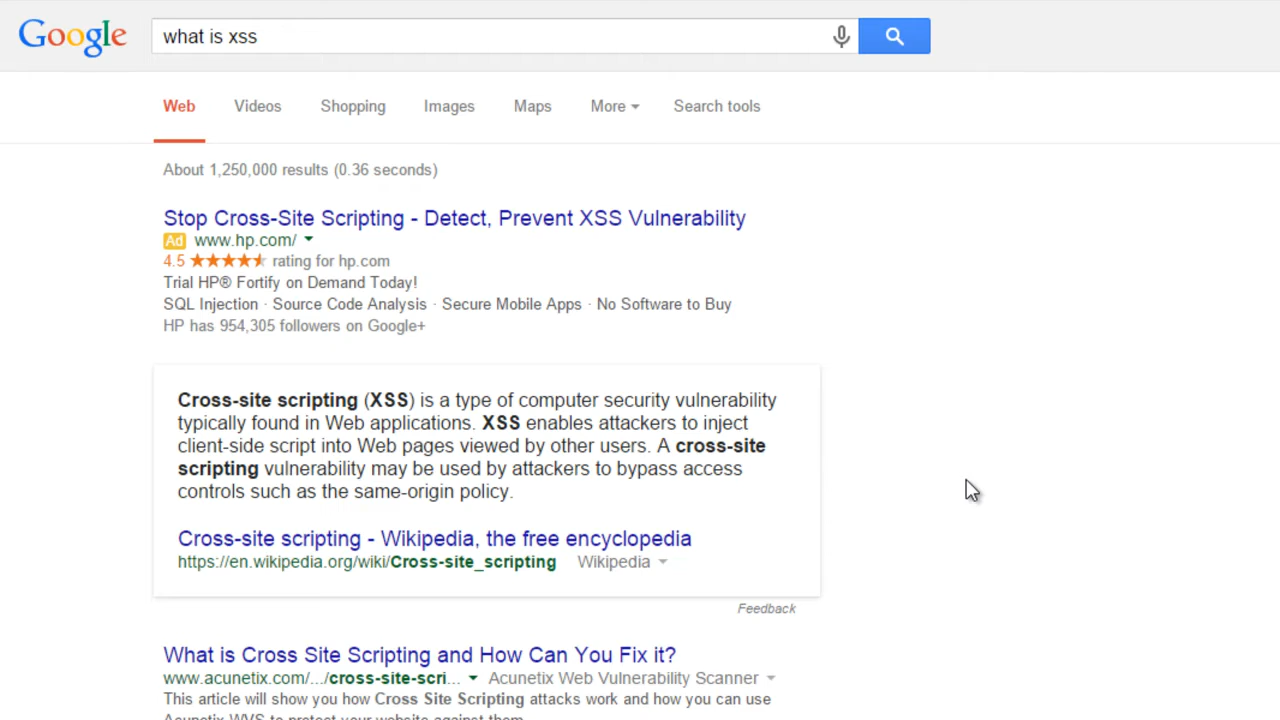 Google what is xss
Web Videos Shopping Images Maps More Search tools
About 1,250,000 results (0.36 seconds)
Stop Cross-Site Scripting - Detect, Prevent XSS Vulnerability
Ad www.hp.com/
4.5 ★★★★★ rating for hp.com
Trial HP® Fortify on Demand Today!
SQL Injection · Source Code Analysis · Secure Mobile Apps · No Software to Buy
HP has 954,305 followers on Google+
Cross-site scripting (XSS) is a type of computer security vulnerability
typically found in Web applications. XSS enables attackers to inject
client-side script into Web pages viewed by other users. A cross-site
scripting vulnerability may be used by attackers to bypass access
controls such as the same-origin policy.
Cross-site scripting - Wikipedia, the free encyclopedia
https://en.wikipedia.org/wiki/Cross-site_scripting Wikipedia
Feedback
What is Cross Site Scripting and How Can You Fix it?
www.acunetix.com/.../cross-site-scri... Acunetix Web Vulnerability Scanner
This article will show you how Cross Site Scripting attacks work and how you can use
Acunetix WVS to protect your website against them.